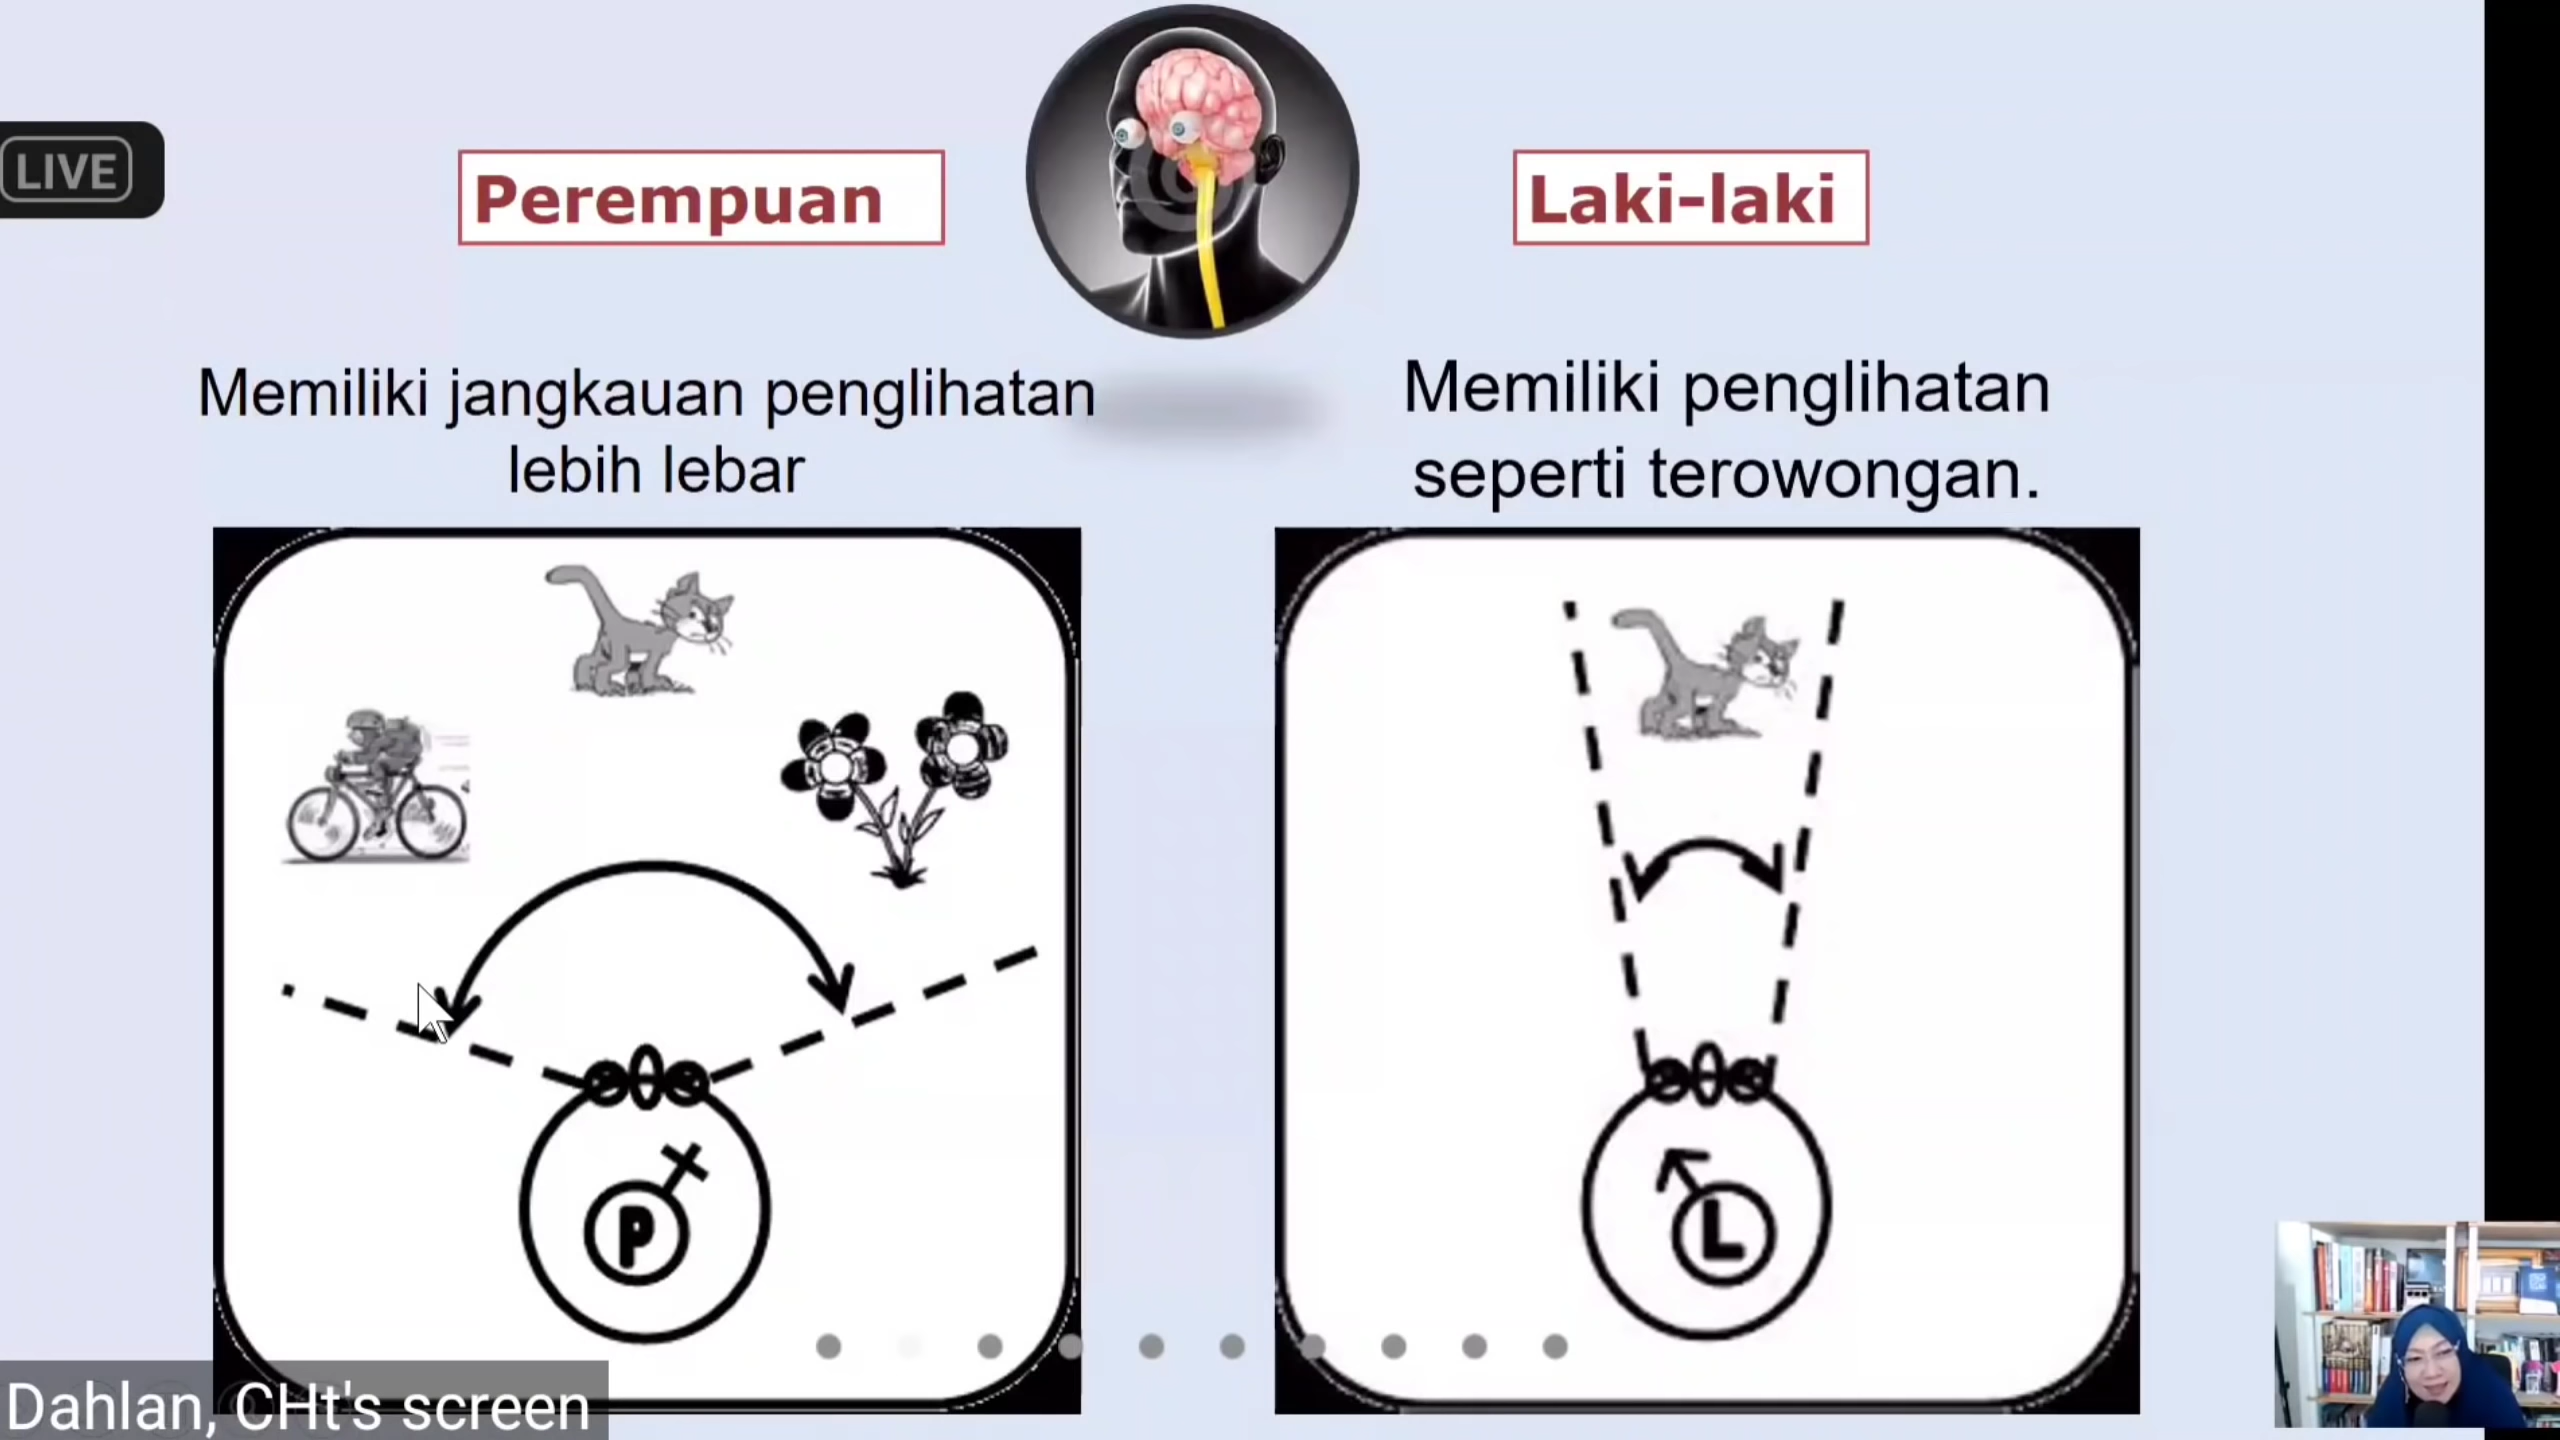 LIVE
Perempuan
Laki-laki
Memiliki jangkauan penglihatan
lebih lebar
Memiliki penglihatan
seperti terowongan.
P
L
Dahlan, CHt's screen